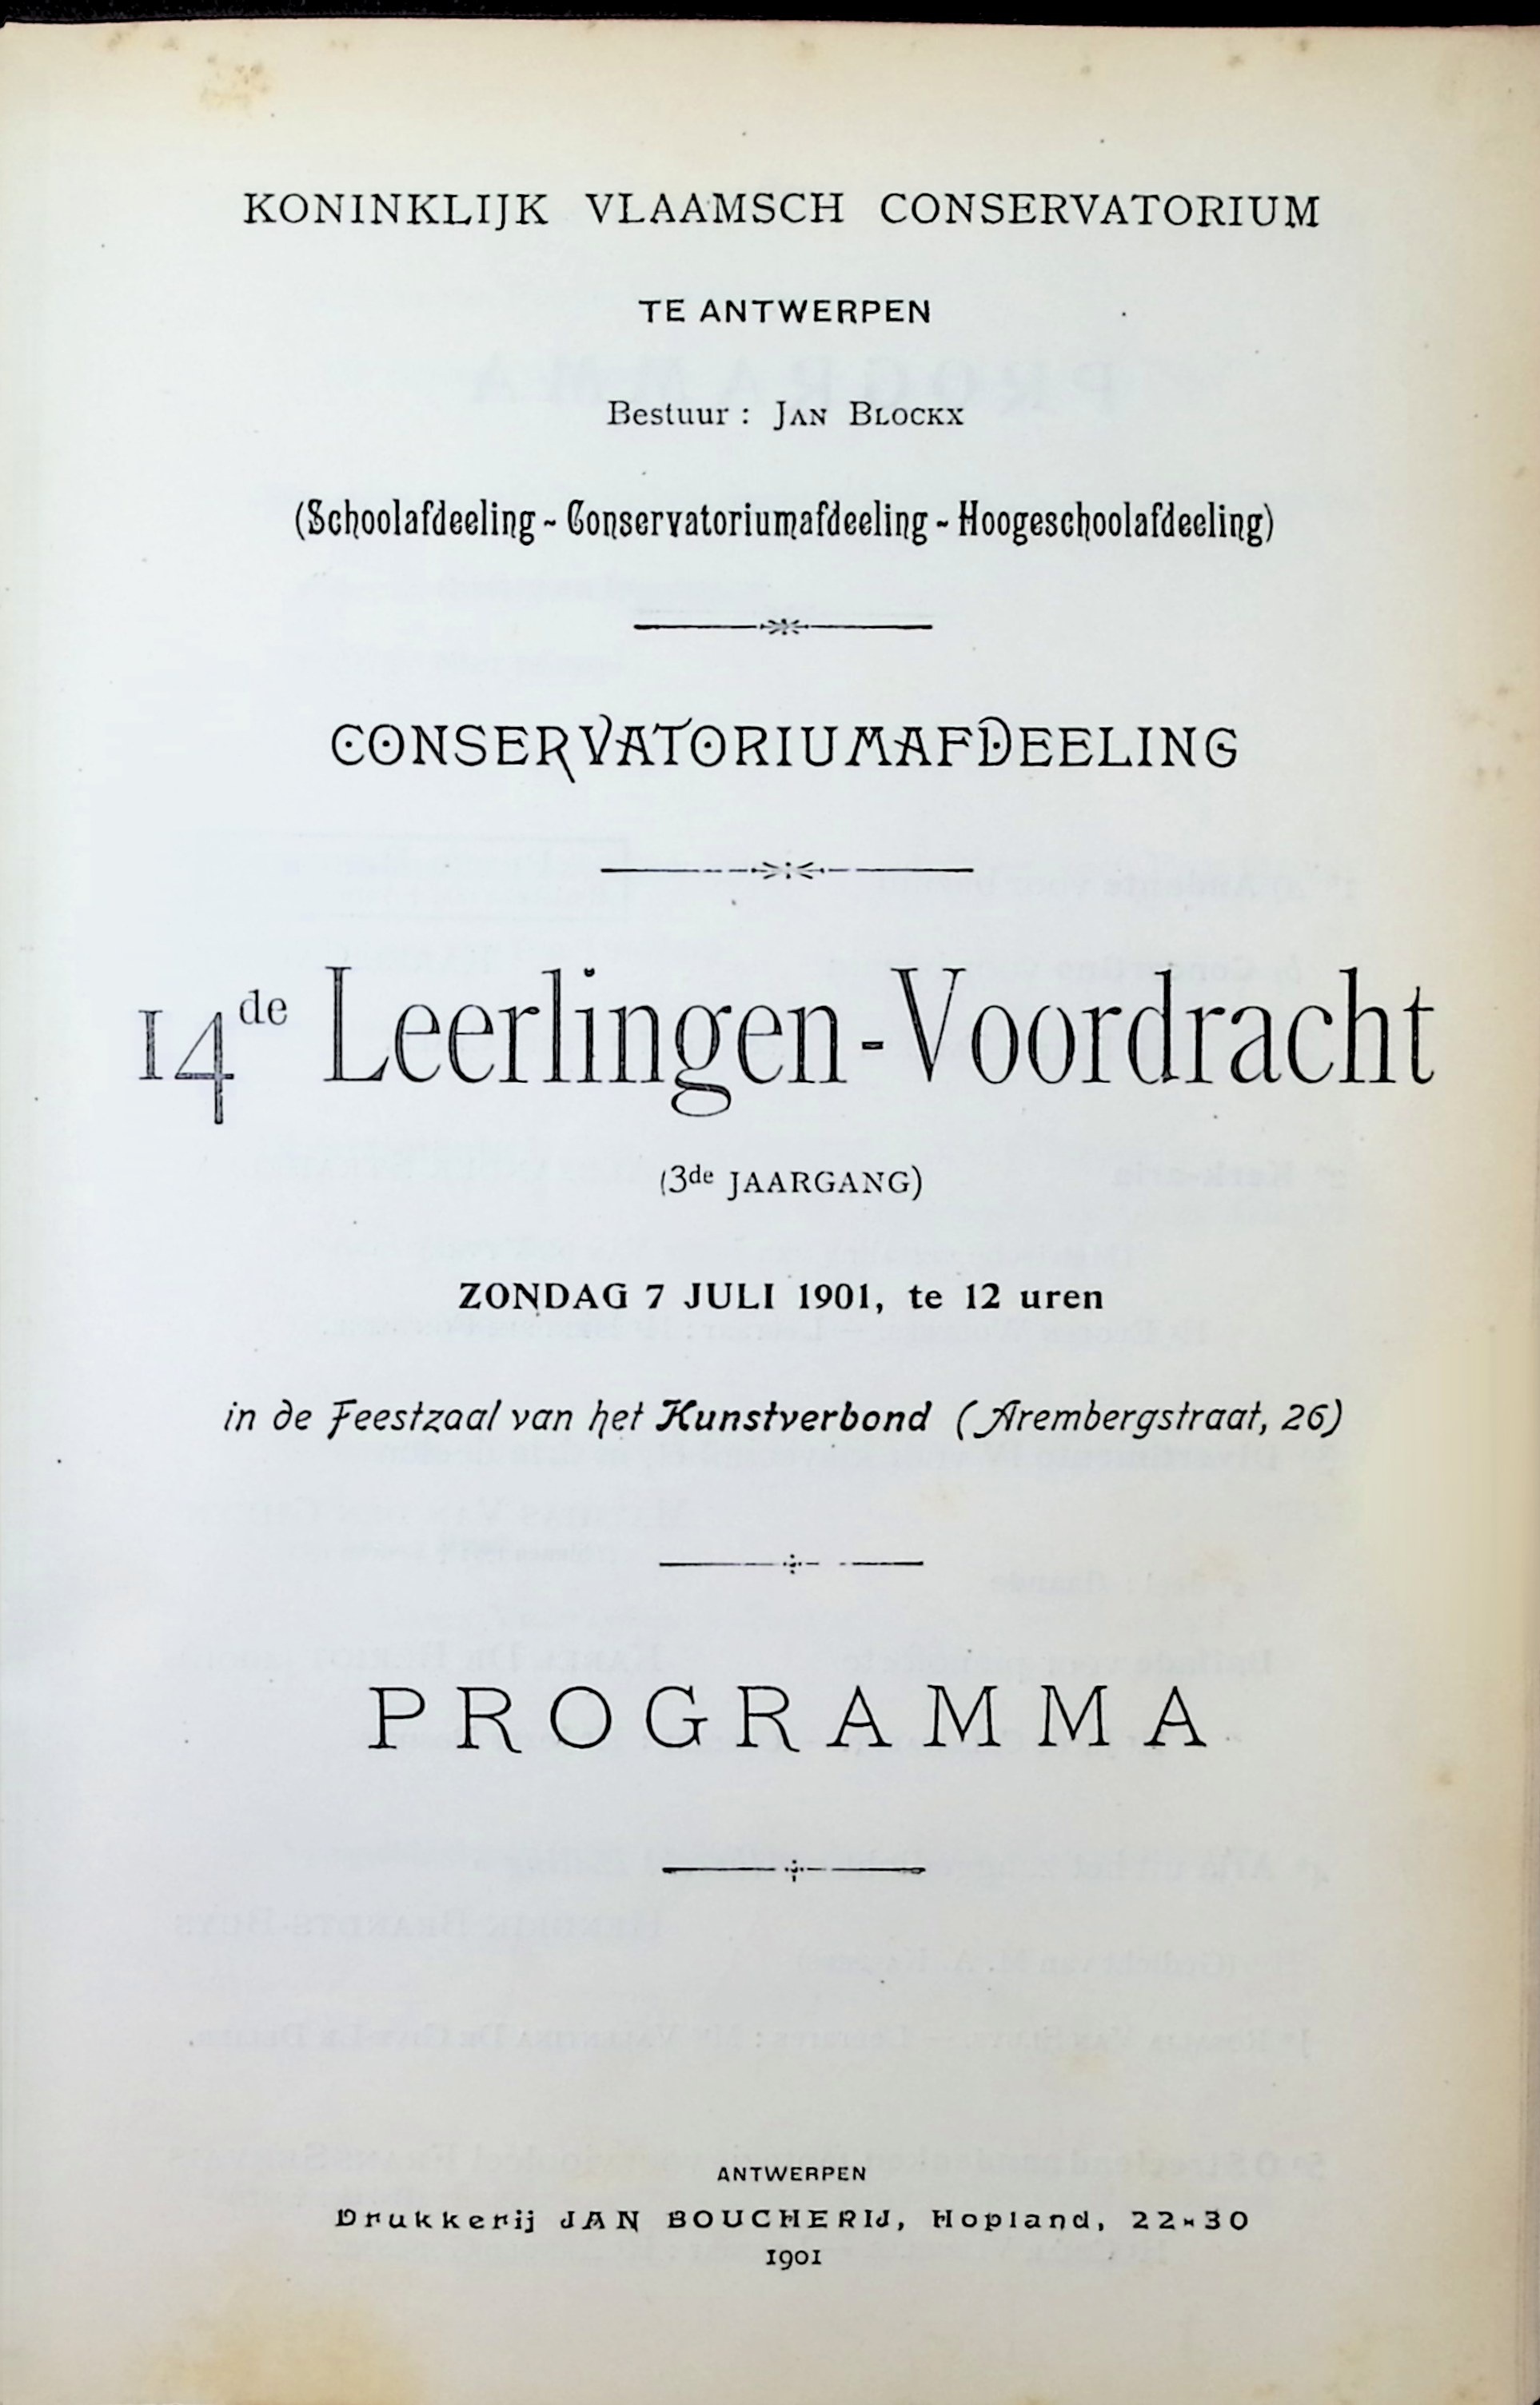 KONINKLIJK VLAAMSCH CONSERVATORIUM
TE ANTWERPEN
Bestuur : JAN BLOCKX
(Schoolafdeeling - Conservatoriumafdeeling - Hoogeschoolafdeeling)
CONSERVATORIUMAFDEELING
14de Leerlingen-Voordracht
(3de JAARGANG)
ZONDAG 7 JULI 1901, te 12 uren
in de Feestzaal van het Kunstverbond (Arembergstraat, 26)
PROGRAMMA
ANTWERPEN
Drukkerij JAN BOUCHERIJ, Hopland, 22-30
1901